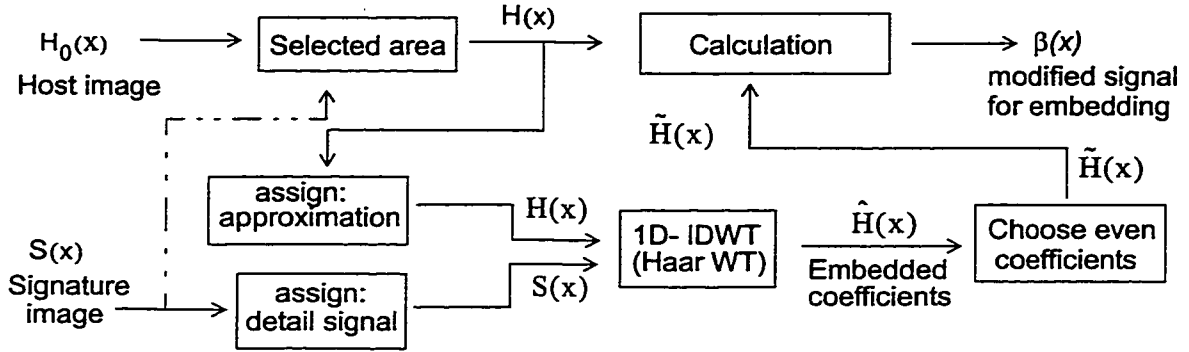 H₀(x)
Host image
Selected area
H(x)
Calculation
β(x)
modified signal
for embedding
H̃(x)
H̃(x)
assign:
approximation
H(x)
1D- IDWT
(Haar WT)
Ĥ(x)
Embedded
coefficients
Choose even
coefficients
S(x)
Signature
image
assign:
detail signal
S(x)